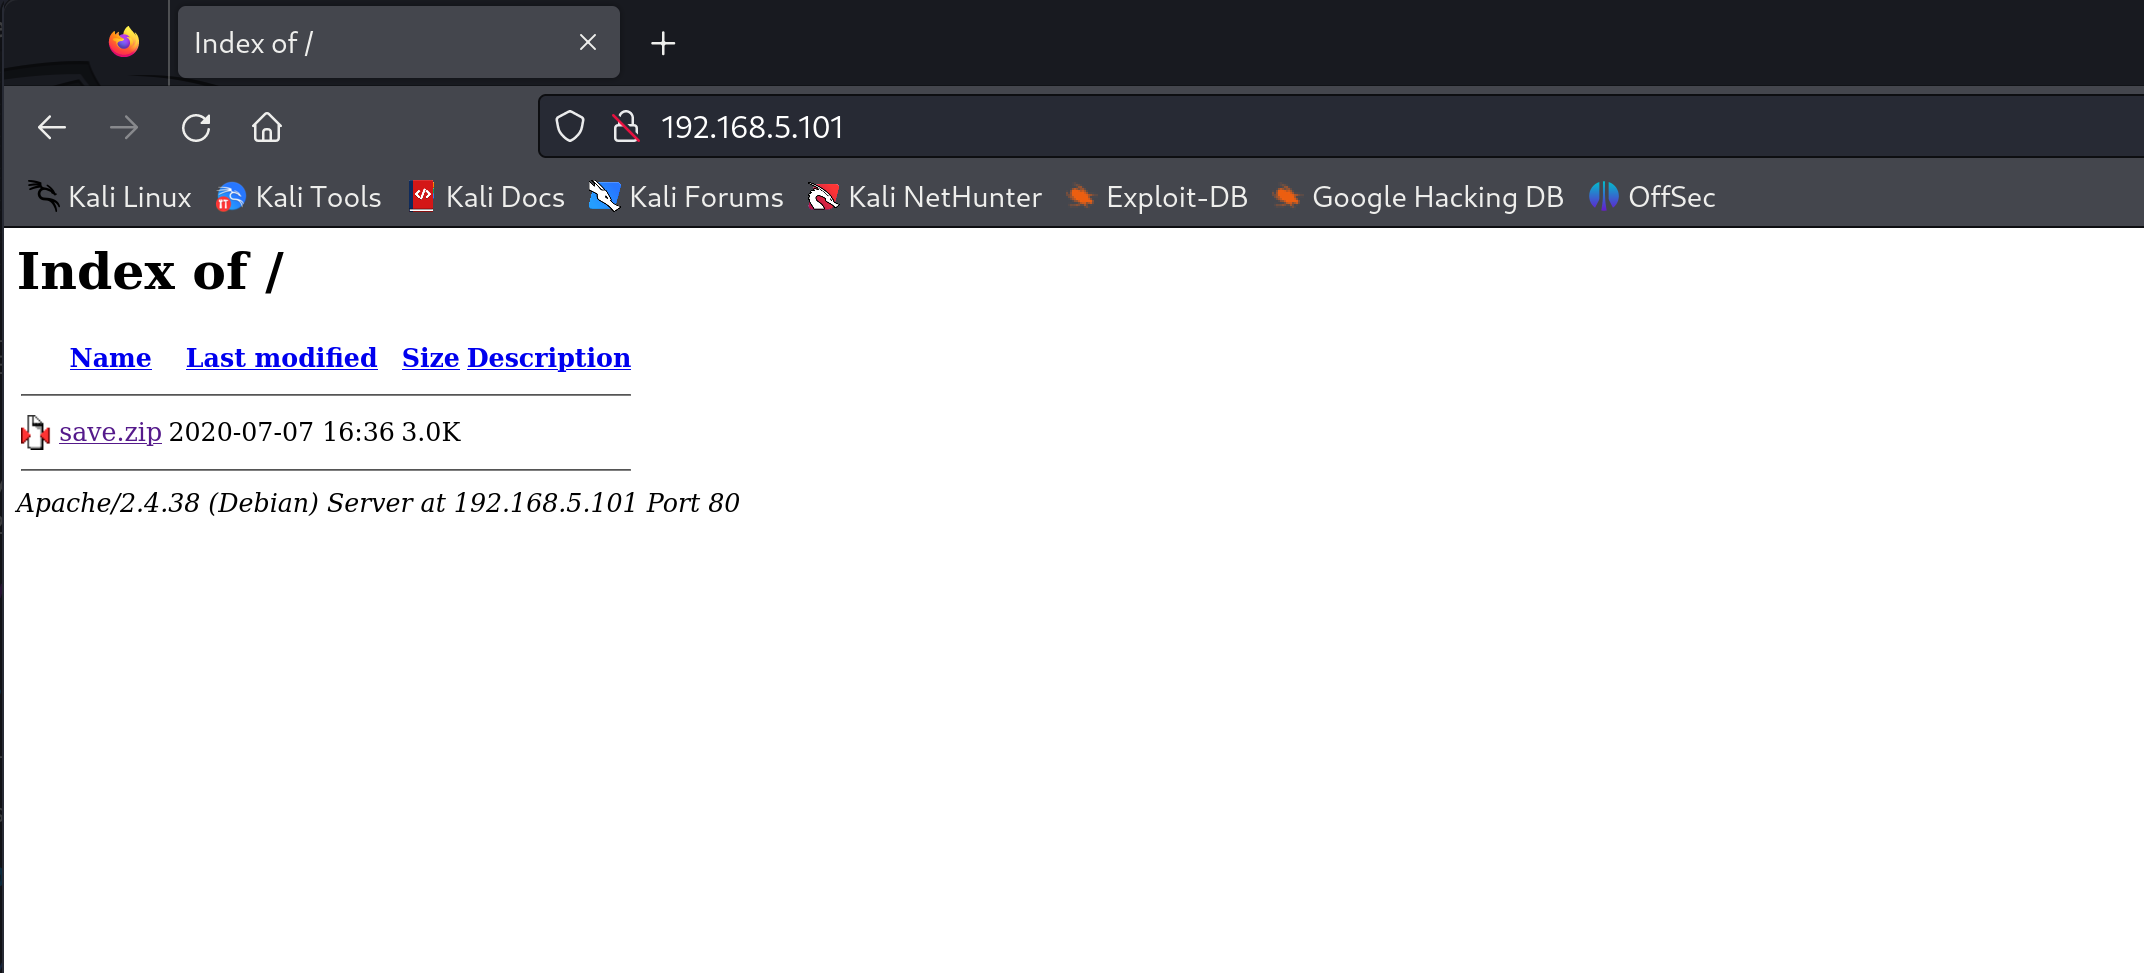 Index of /
192.168.5.101
Kali Linux Kali Tools Kali Docs Kali Forums Kali NetHunter Exploit-DB Google Hacking DB OffSec
Index of /
Name Last modified Size Description
save.zip 2020-07-07 16:36 3.0K
Apache/2.4.38 (Debian) Server at 192.168.5.101 Port 80